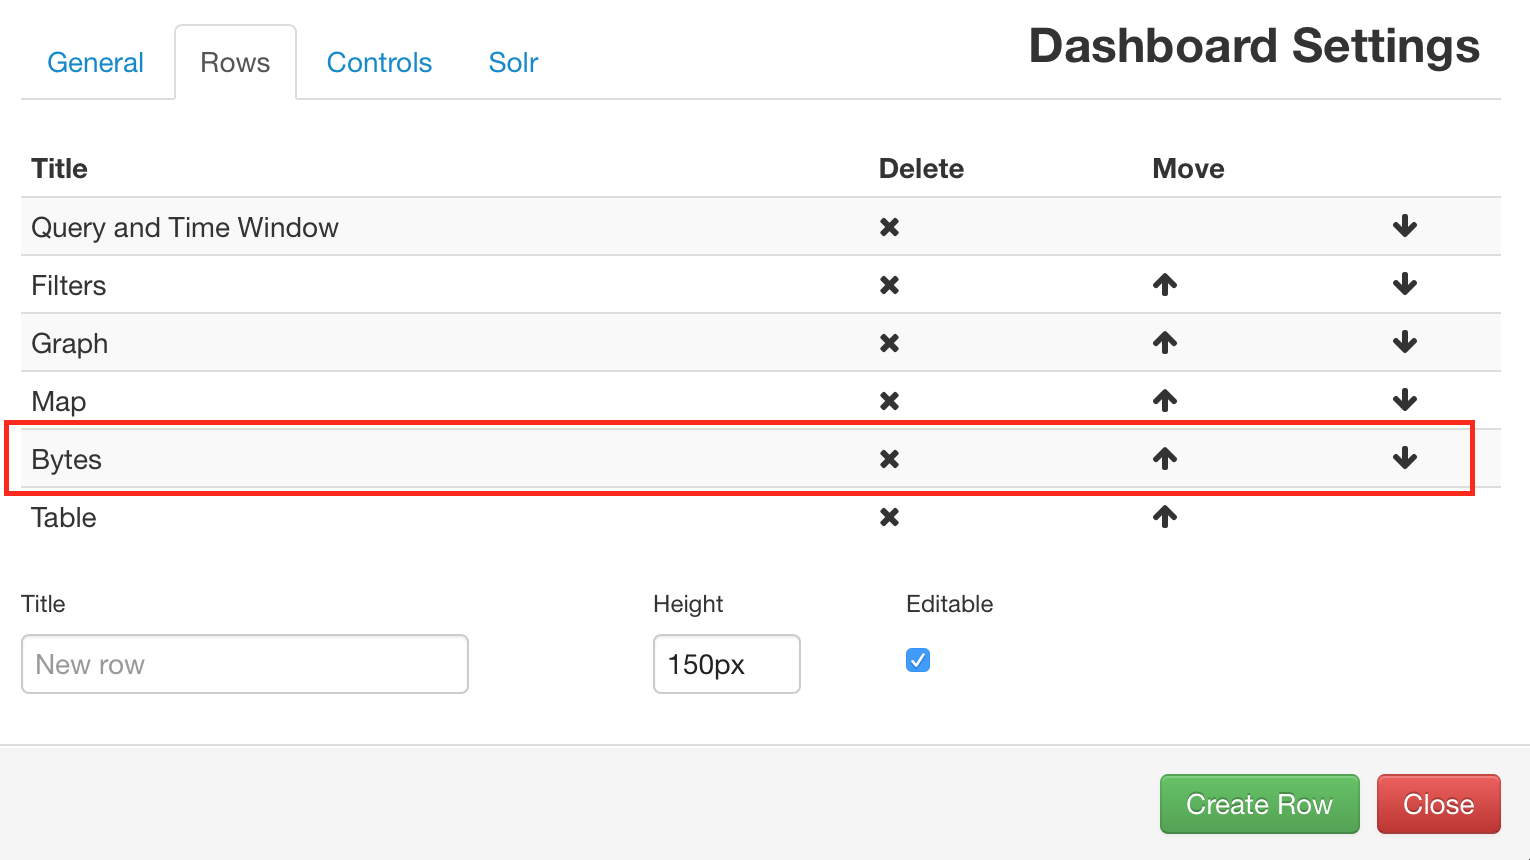 General Rows Controls Solr Dashboard Settings
Title Delete Move
Query and Time Window
Filters
Graph
Map
Bytes
Table
Title Height Editable
New row 150px
Create Row Close